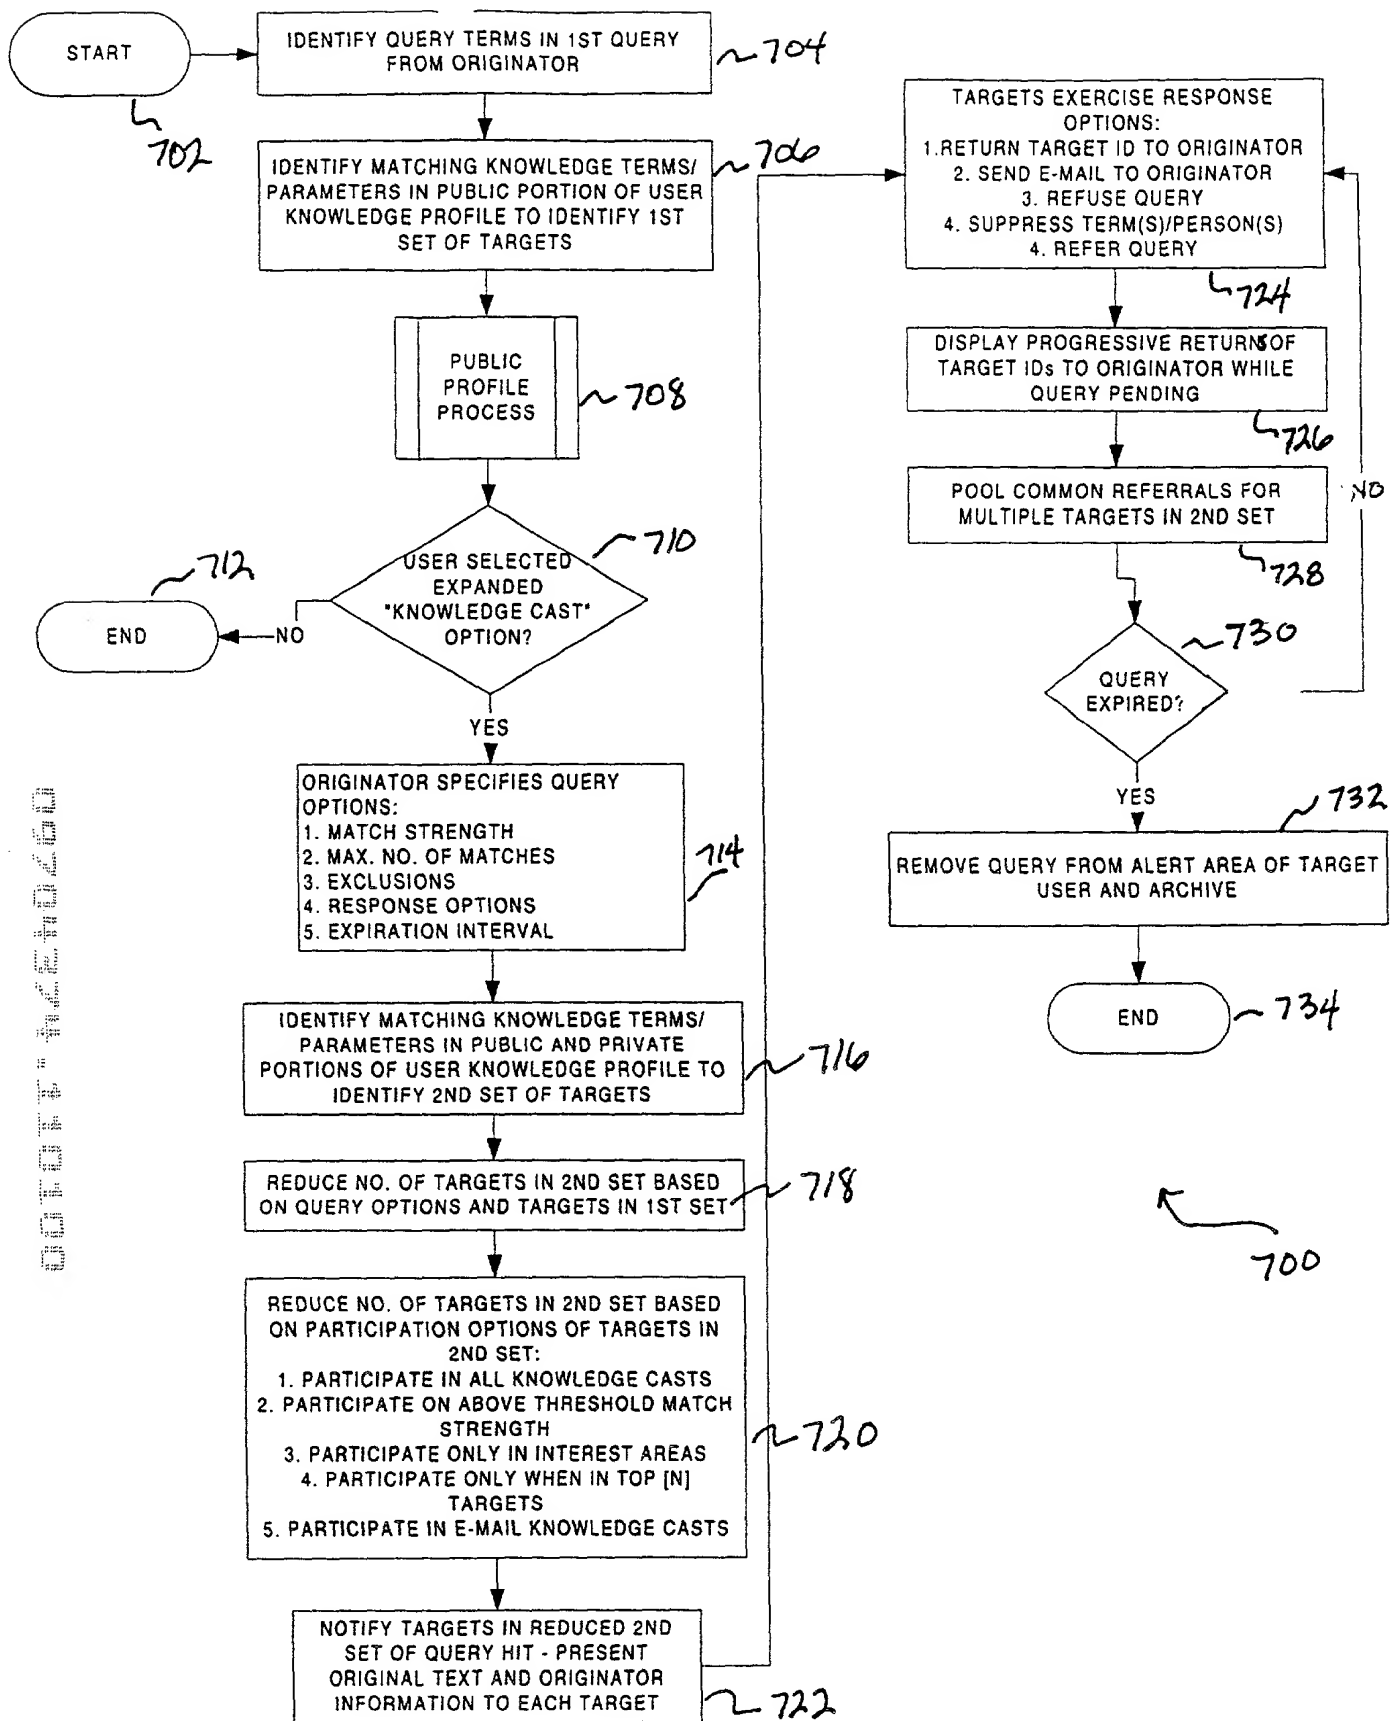 START
702
IDENTIFY QUERY TERMS IN 1ST QUERY
FROM ORIGINATOR
704
IDENTIFY MATCHING KNOWLEDGE TERMS/
PARAMETERS IN PUBLIC PORTION OF USER
KNOWLEDGE PROFILE TO IDENTIFY 1ST
SET OF TARGETS
706
PUBLIC
PROFILE
PROCESS
708
USER SELECTED
EXPANDED
"KNOWLEDGE CAST"
OPTION?
710
NO
END
712
YES
ORIGINATOR SPECIFIES QUERY
OPTIONS:
1. MATCH STRENGTH
2. MAX. NO. OF MATCHES
3. EXCLUSIONS
4. RESPONSE OPTIONS
5. EXPIRATION INTERVAL
714
IDENTIFY MATCHING KNOWLEDGE TERMS/
PARAMETERS IN PUBLIC AND PRIVATE
PORTIONS OF USER KNOWLEDGE PROFILE TO
IDENTIFY 2ND SET OF TARGETS
716
REDUCE NO. OF TARGETS IN 2ND SET BASED
ON QUERY OPTIONS AND TARGETS IN 1ST SET
718
REDUCE NO. OF TARGETS IN 2ND SET BASED
ON PARTICIPATION OPTIONS OF TARGETS IN
2ND SET:
1. PARTICIPATE IN ALL KNOWLEDGE CASTS
2. PARTICIPATE ON ABOVE THRESHOLD MATCH
STRENGTH
3. PARTICIPATE ONLY IN INTEREST AREAS
4. PARTICIPATE ONLY WHEN IN TOP [N]
TARGETS
5. PARTICIPATE IN E-MAIL KNOWLEDGE CASTS
720
NOTIFY TARGETS IN REDUCED 2ND
SET OF QUERY HIT - PRESENT
ORIGINAL TEXT AND ORIGINATOR
INFORMATION TO EACH TARGET
722
TARGETS EXERCISE RESPONSE
OPTIONS:
1.RETURN TARGET ID TO ORIGINATOR
2. SEND E-MAIL TO ORIGINATOR
3. REFUSE QUERY
4. SUPPRESS TERM(S)/PERSON(S)
4. REFER QUERY
724
DISPLAY PROGRESSIVE RETURNS OF
TARGET IDs TO ORIGINATOR WHILE
QUERY PENDING
726
POOL COMMON REFERRALS FOR
MULTIPLE TARGETS IN 2ND SET
728
QUERY
EXPIRED?
730
NO
YES
REMOVE QUERY FROM ALERT AREA OF TARGET
USER AND ARCHIVE
732
END
734
700